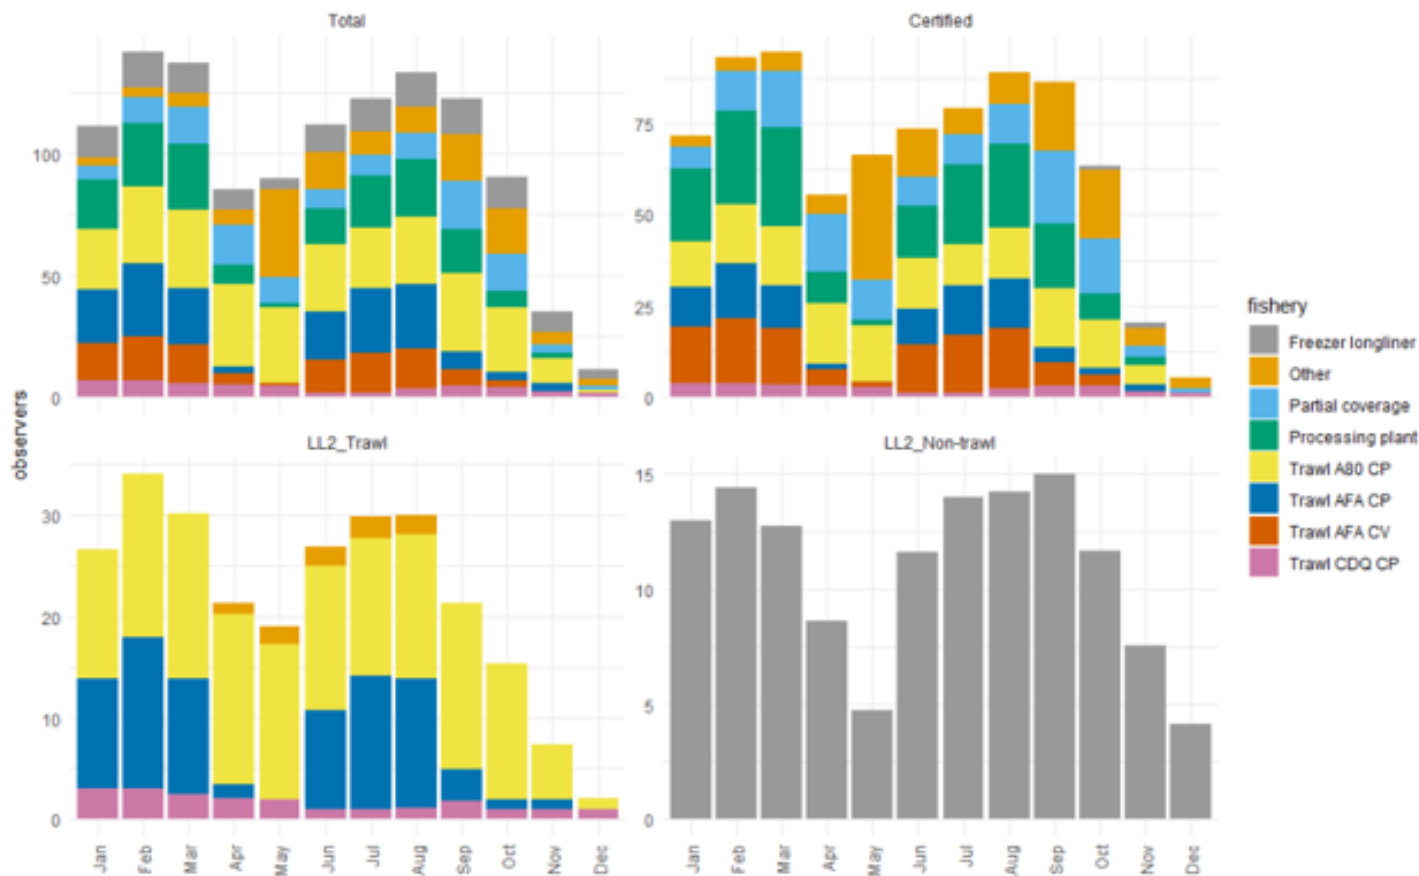 Total
Certified
100
50
0
75
50
25
0
observers
LL2_Trawl
LL2_Non-trawl
30
20
10
0
15
10
5
0
Jan
Feb
Mar
Apr
May
Jun
Jul
Aug
Sep
Oct
Nov
Dec
Jan
Feb
Mar
Apr
May
Jun
Jul
Aug
Sep
Oct
Nov
Dec
fishery
Freezer longliner
Other
Partial coverage
Processing plant
Trawl A80 CP
Trawl AFA CP
Trawl AFA CV
Trawl CDQ CP